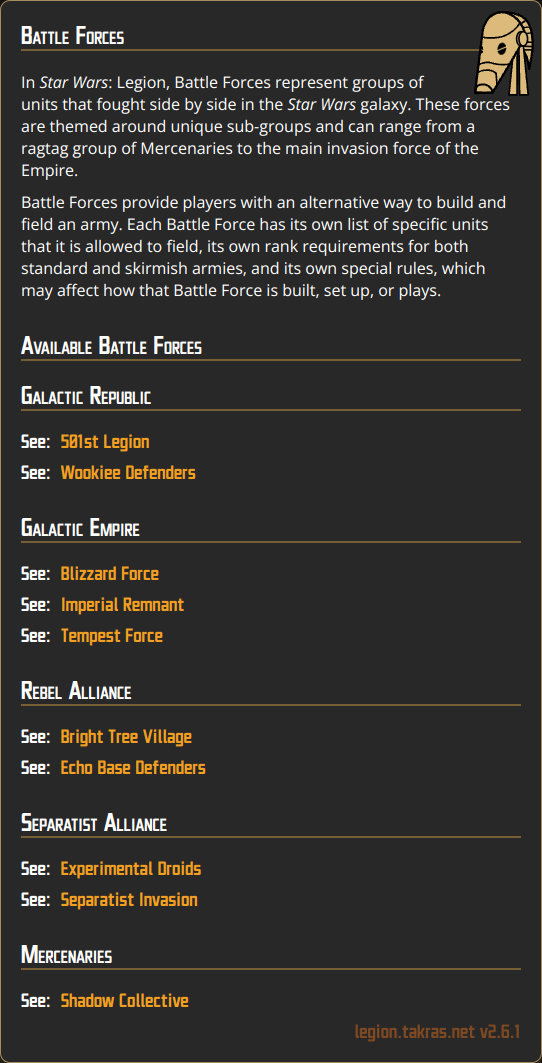 Battle Forces
In Star Wars: Legion, Battle Forces represent groups of
units that fought side by side in the Star Wars galaxy. These forces
are themed around unique sub-groups and can range from a
ragtag group of Mercenaries to the main invasion force of the
Empire.
Battle Forces provide players with an alternative way to build and
field an army. Each Battle Force has its own list of specific units
that it is allowed to field, its own rank requirements for both
standard and skirmish armies, and its own special rules, which
may affect how that Battle Force is built, set up, or plays.
Available Battle Forces
Galactic Republic
See: 501st Legion
See: Wookiee Defenders
Galactic Empire
See: Blizzard Force
See: Imperial Remnant
See: Tempest Force
Rebel Alliance
See: Bright Tree Village
See: Echo Base Defenders
Separatist Alliance
See: Experimental Droids
See: Separatist Invasion
Mercenaries
See: Shadow Collective
legion.takras.net v2.6.1